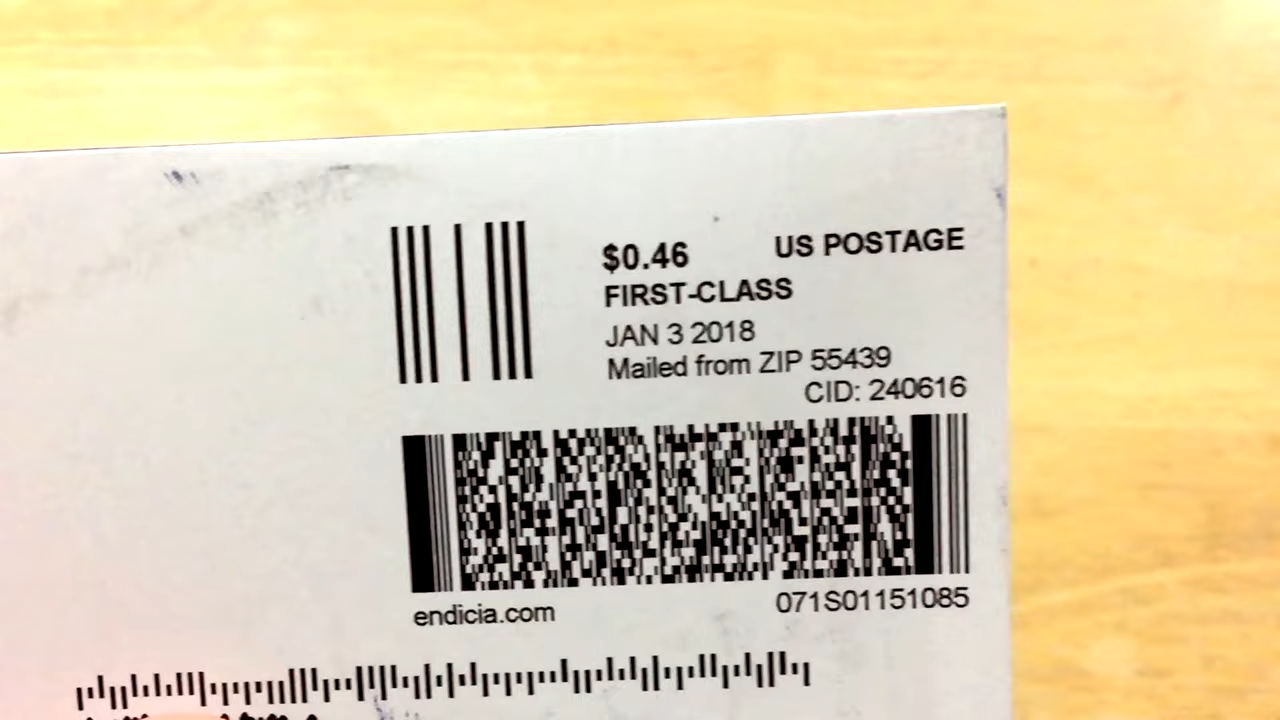 $0.46 US POSTAGE
FIRST-CLASS
JAN 3 2018
Mailed from ZIP 55439
CID: 240616
endicia.com 071S01151085